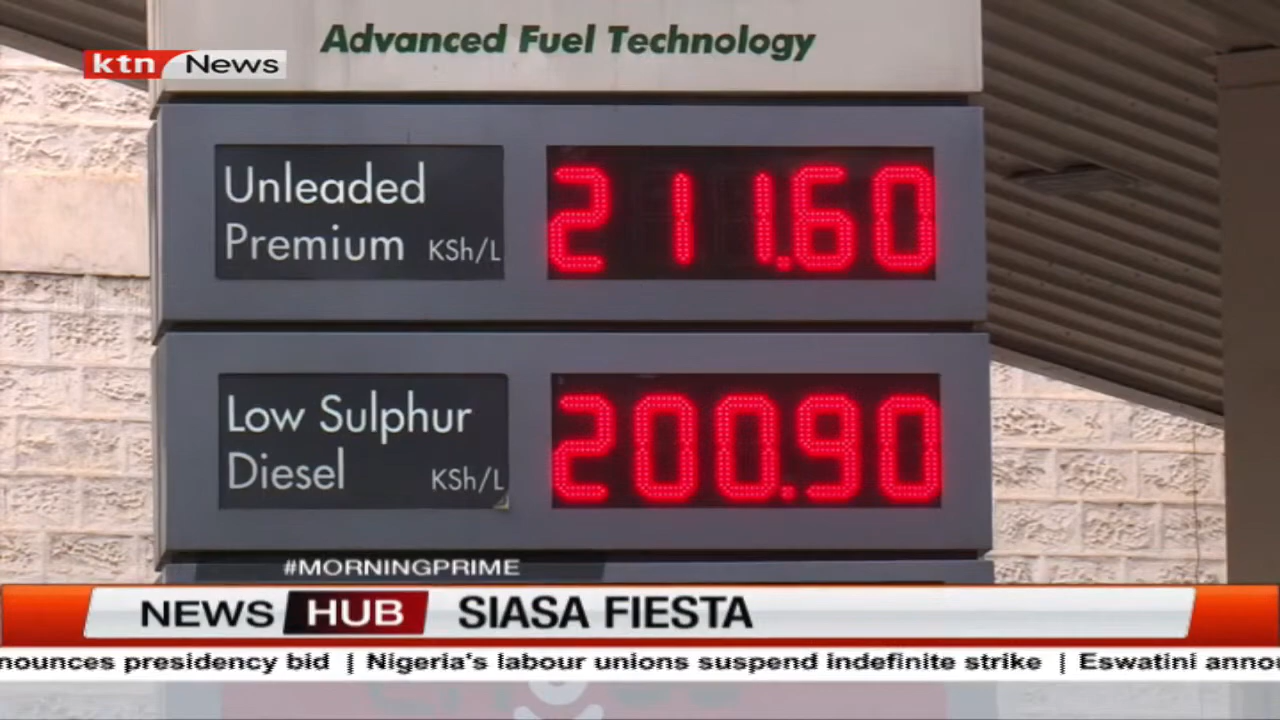 Advanced Fuel Technology
ktn News
Unleaded
Premium KSh/L
211.60
Low Sulphur
Diesel KSh/L
200.90
#MORNINGPRIME
NEWS HUB SIASA FIESTA
nounces presidency bid | Nigeria's labour unions suspend indefinite strike | Eswatini anno